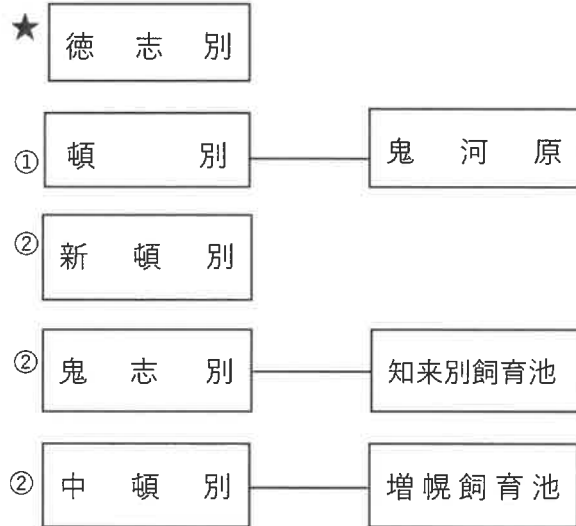 ★ 徳志別
① 頓別 鬼河原
② 新頓別
② 鬼志別 知来別飼育池
② 中頓別 増幌飼育池